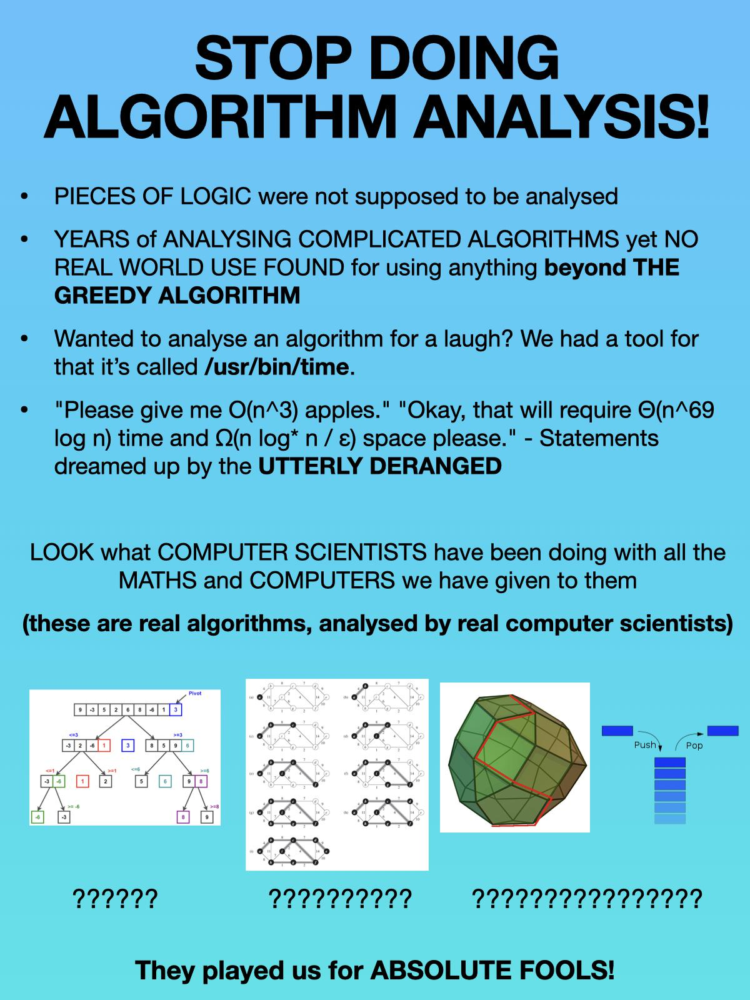 STOP DOING
ALGORITHM ANALYSIS!
• PIECES OF LOGIC were not supposed to be analysed
• YEARS of ANALYSING COMPLICATED ALGORITHMS yet NO
REAL WORLD USE FOUND for using anything beyond THE
GREEDY ALGORITHM
• Wanted to analyse an algorithm for a laugh? We had a tool for
that it’s called /usr/bin/time.
• "Please give me O(n^3) apples." "Okay, that will require Θ(n^69
log n) time and Ω(n log* n / ε) space please." - Statements
dreamed up by the UTTERLY DERANGED
LOOK what COMPUTER SCIENTISTS have been doing with all the
MATHS and COMPUTERS we have given to them
(these are real algorithms, analysed by real computer scientists)
Pivot
9 -3 5 2 6 8 -6 1 3
<=3 >=3
-3 2 -6 1 3 8 5 9 6
<=1 >=1 <=6 >=6
-3 -6 1 2 5 6 9 8
>= -6 >=8
-6 -3 8 9
Push Pop
?????? ?????????? ????????????????
They played us for ABSOLUTE FOOLS!